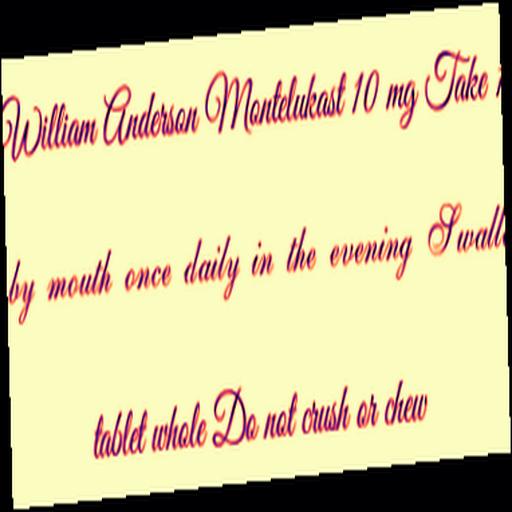 William Anderson Montelukast 10 mg Take
by mouth once daily in the evening
tablet whole Do not crush or chew